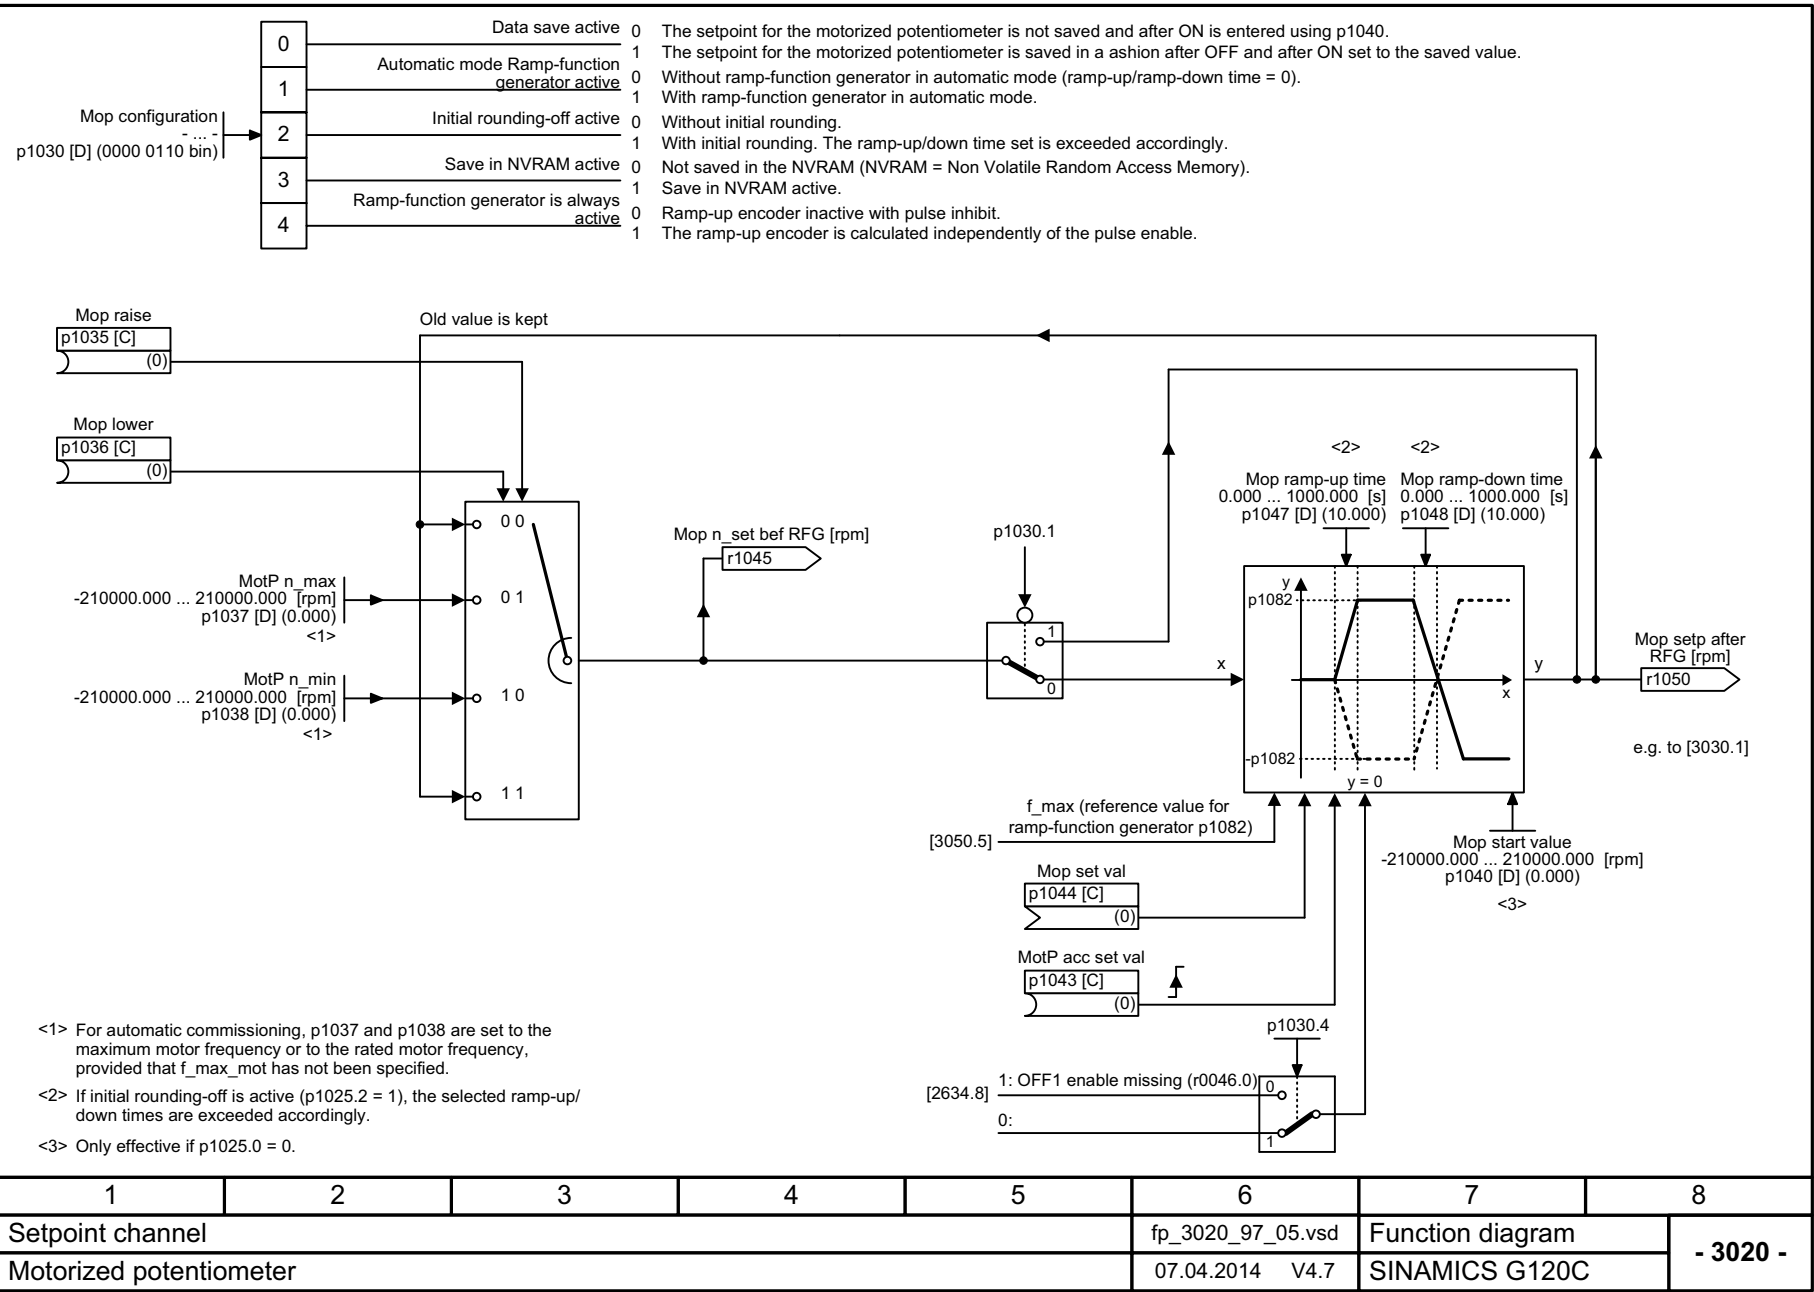 Mop configuration
- ... -
p1030 [D] (0000 0110 bin)
0
1
2
3
4
Data save active 0 The setpoint for the motorized potentiometer is not saved and after ON is entered using p1040.
1 The setpoint for the motorized potentiometer is saved in a ashion after OFF and after ON set to the saved value.
Automatic mode Ramp-function
generator active 0 Without ramp-function generator in automatic mode (ramp-up/ramp-down time = 0).
1 With ramp-function generator in automatic mode.
Initial rounding-off active 0 Without initial rounding.
1 With initial rounding. The ramp-up/down time set is exceeded accordingly.
Save in NVRAM active 0 Not saved in the NVRAM (NVRAM = Non Volatile Random Access Memory).
1 Save in NVRAM active.
Ramp-function generator is always
active 0 Ramp-up encoder inactive with pulse inhibit.
1 The ramp-up encoder is calculated independently of the pulse enable.
Mop raise
p1035 [C]
(0)
Old value is kept
Mop lower
p1036 [C]
(0)
0 0
0 1
1 0
1 1
MotP n_max
-210000.000 ... 210000.000 [rpm]
p1037 [D] (0.000)
<1>
MotP n_min
-210000.000 ... 210000.000 [rpm]
p1038 [D] (0.000)
<1>
Mop n_set bef RFG [rpm]
r1045
p1030.1
1
0
<2> <2>
Mop ramp-up time
0.000 ... 1000.000 [s]
p1047 [D] (10.000)
Mop ramp-down time
0.000 ... 1000.000 [s]
p1048 [D] (10.000)
x
y
p1082
x
-p1082
y = 0
y
Mop setp after
RFG [rpm]
r1050
e.g. to [3030.1]
f_max (reference value for
ramp-function generator p1082)
[3050.5]
Mop start value
-210000.000 ... 210000.000 [rpm]
p1040 [D] (0.000)
<3>
Mop set val
p1044 [C]
(0)
MotP acc set val
p1043 [C]
(0)
p1030.4
[2634.8]
1: OFF1 enable missing (r0046.0)
0:
0
1
<1> For automatic commissioning, p1037 and p1038 are set to the
maximum motor frequency or to the rated motor frequency,
provided that f_max_mot has not been specified.
<2> If initial rounding-off is active (p1025.2 = 1), the selected ramp-up/
down times are exceeded accordingly.
<3> Only effective if p1025.0 = 0.
1 2 3 4 5 6 7 8
Setpoint channel fp_3020_97_05.vsd Function diagram
- 3020 -
Motorized potentiometer 07.04.2014 V4.7 SINAMICS G120C